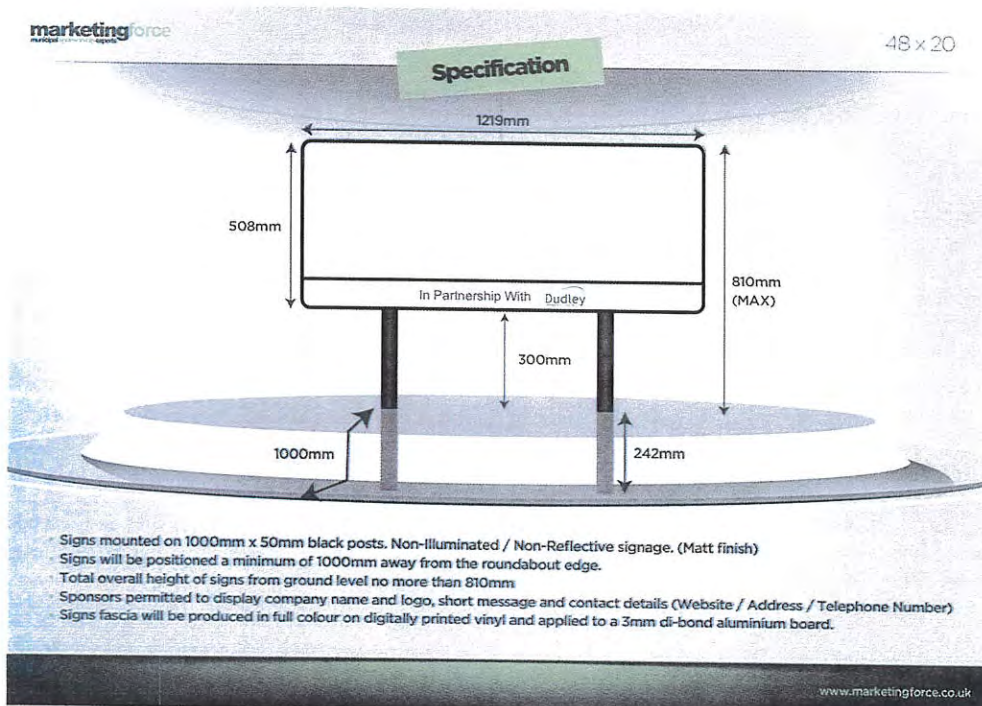 marketingforce
municipal sponsorship experts
48 x 20
Specification
1219mm
508mm
810mm
(MAX)
In Partnership With Dudley
300mm
1000mm
242mm
Signs mounted on 1000mm x 50mm black posts. Non-Illuminated / Non-Reflective signage. (Matt finish)
Signs will be positioned a minimum of 1000mm away from the roundabout edge.
Total overall height of signs from ground level no more than 810mm
Sponsors permitted to display company name and logo, short message and contact details (Website / Address / Telephone Number)
Signs fascia will be produced in full colour on digitally printed vinyl and applied to a 3mm di-bond aluminium board.
www.marketingforce.co.uk